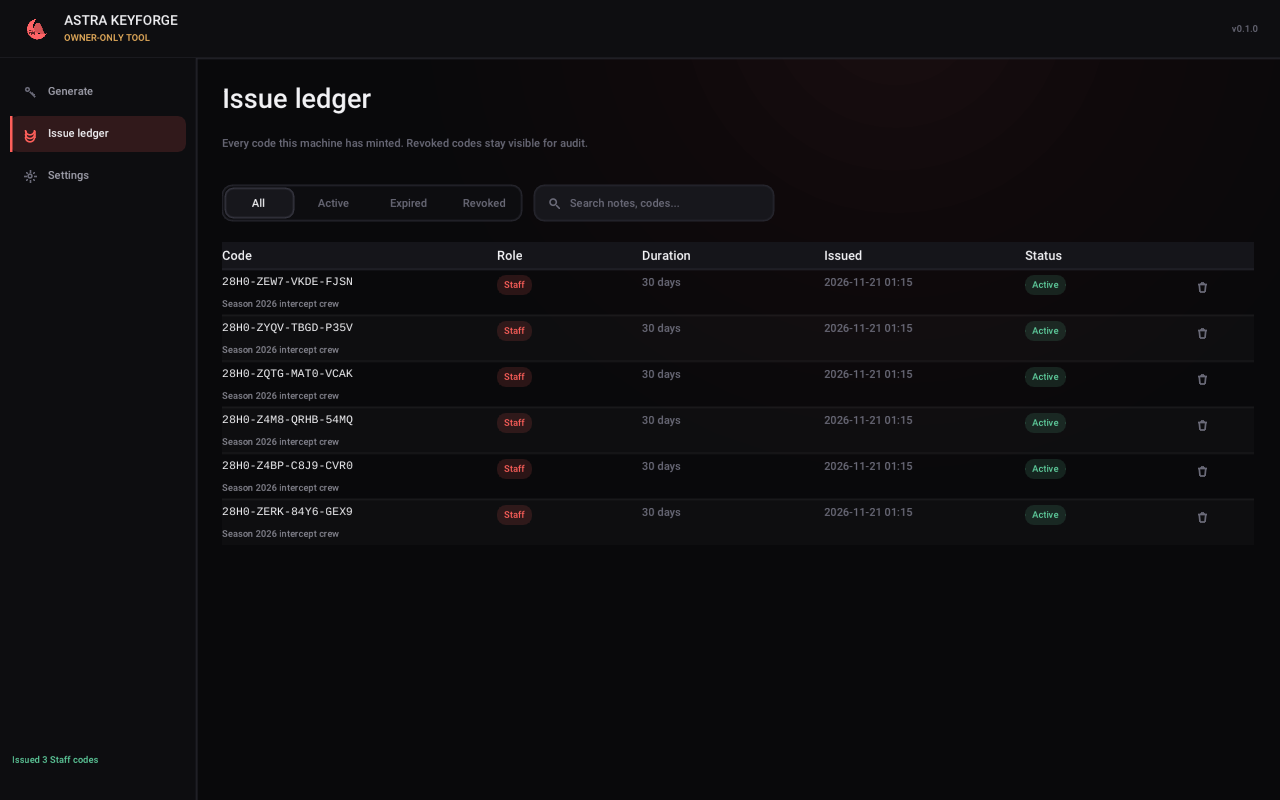 ASTRA KEYFORGE
OWNER-ONLY TOOL
v0.1.0
Generate
Issue ledger
Settings
Issued 3 Staff codes
Issue ledger
Every code this machine has minted. Revoked codes stay visible for audit.
All Active Expired Revoked Search notes, codes...
Code Role Duration Issued Status
28H0-ZEW7-VKDE-FJSN Staff 30 days 2026-11-21 01:15 Active
Season 2026 intercept crew
28H0-ZYQV-TBGD-P35V Staff 30 days 2026-11-21 01:15 Active
Season 2026 intercept crew
28H0-ZQTG-MAT0-VCAK Staff 30 days 2026-11-21 01:15 Active
Season 2026 intercept crew
28H0-Z4M8-QRHB-54MQ Staff 30 days 2026-11-21 01:15 Active
Season 2026 intercept crew
28H0-Z4BP-C8J9-CVR0 Staff 30 days 2026-11-21 01:15 Active
Season 2026 intercept crew
28H0-ZERK-84Y6-GEX9 Staff 30 days 2026-11-21 01:15 Active
Season 2026 intercept crew